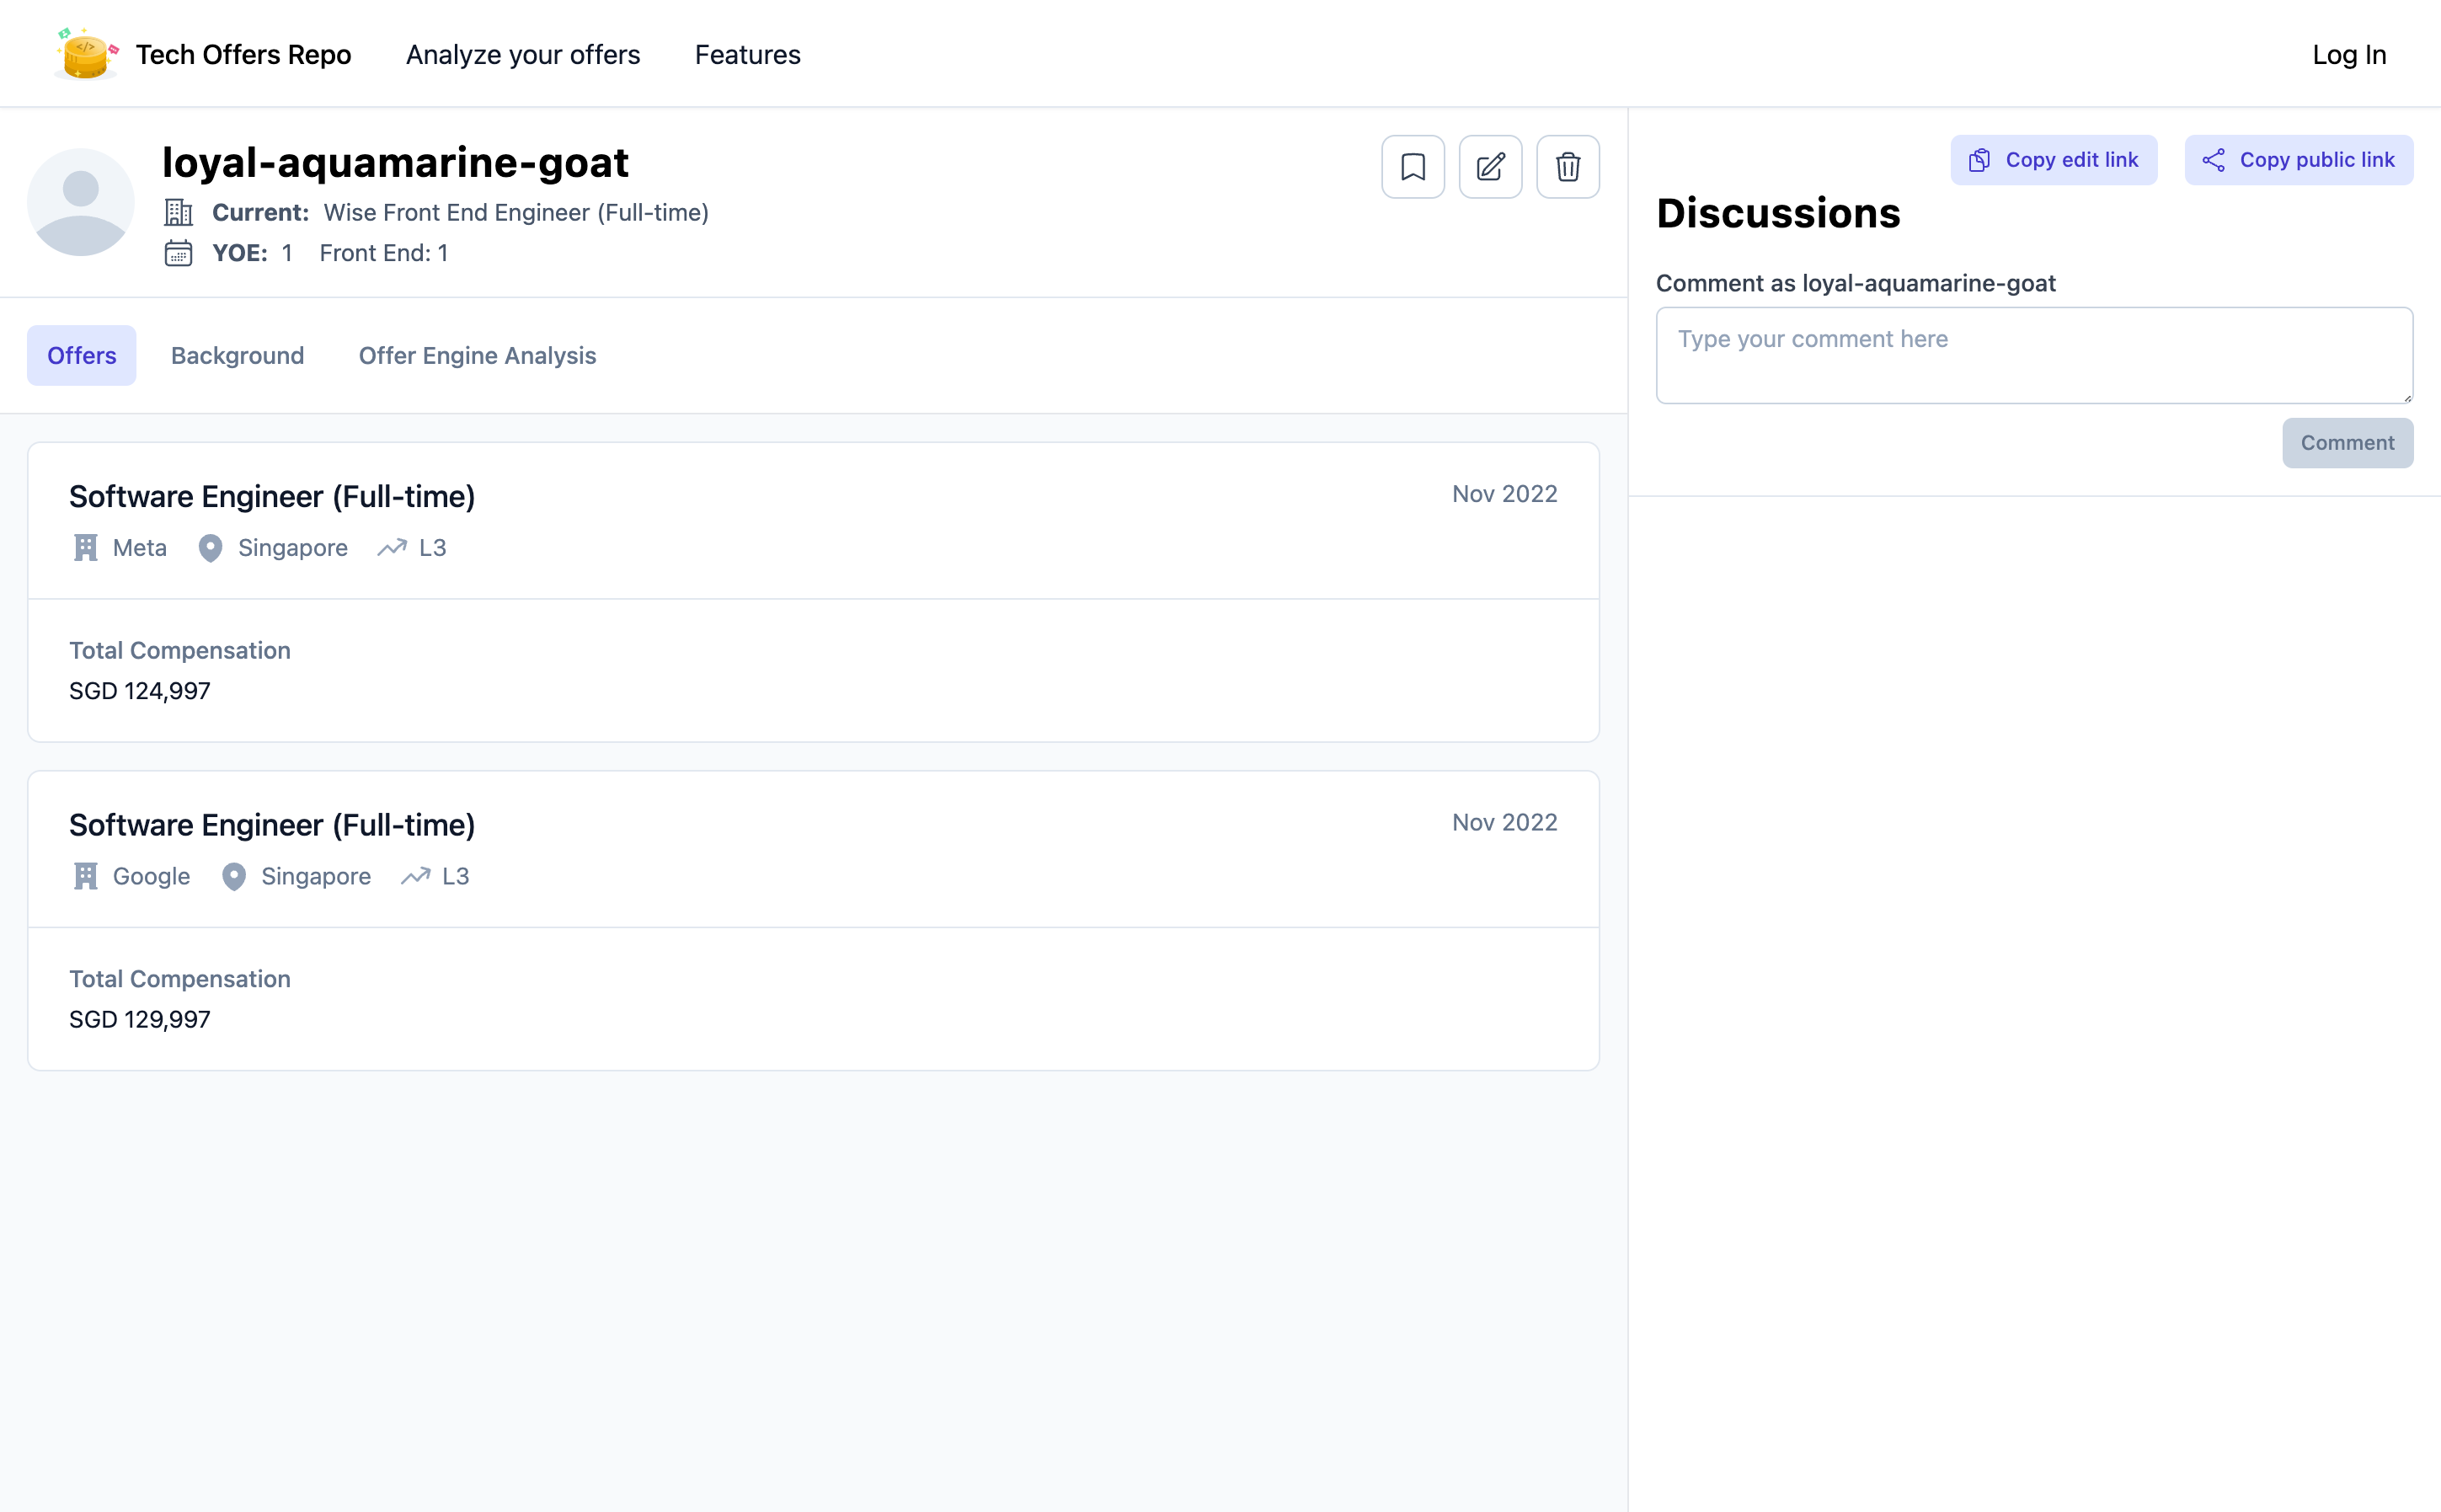 Tech Offers Repo
Analyze your offers
Features
Log In
loyal-aquamarine-goat
Current: Wise Front End Engineer (Full-time)
YOE: 1 Front End: 1
Offers
Background
Offer Engine Analysis
Software Engineer (Full-time)
Nov 2022
Meta
Singapore
L3
Total Compensation
SGD 124,997
Software Engineer (Full-time)
Nov 2022
Google
Singapore
L3
Total Compensation
SGD 129,997
Copy edit link
Copy public link
Discussions
Comment as loyal-aquamarine-goat
Type your comment here
Comment